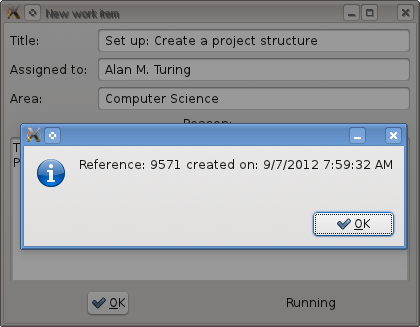 New work item
Title: Set up: Create a project structure
Assigned to: Alan M. Turing
Area: Computer Science
Reference: 9571 created on: 9/7/2012 7:59:32 AM
OK
OK
Running